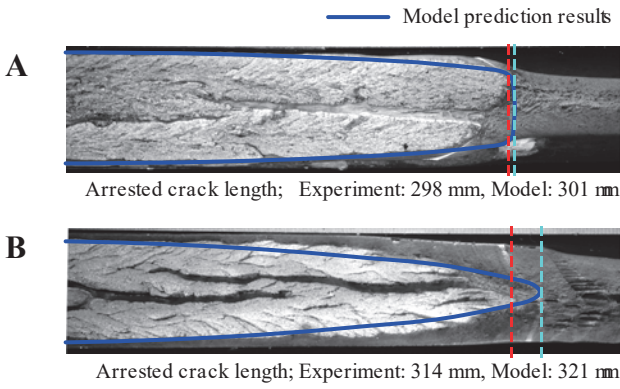 Model prediction results
A
Arrested crack length; Experiment: 298 mm, Model: 301 mm
B
Arrested crack length; Experiment: 314 mm, Model: 321 mm